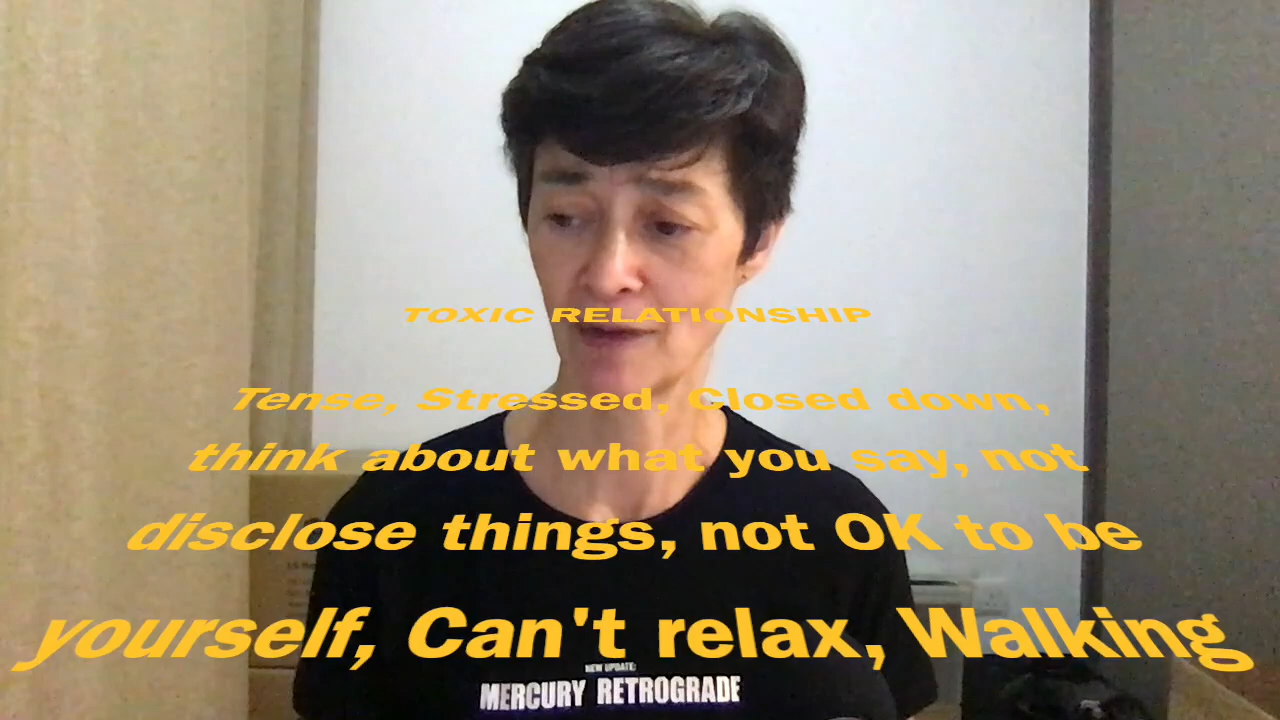 TOXIC RELATIONSHIP
Tense, Stressed, Closed down,
think about what you say, not
disclose things, not OK to be
yourself, Can't relax, Walking
NEW UPDATE:
MERCURY RETROGRADE